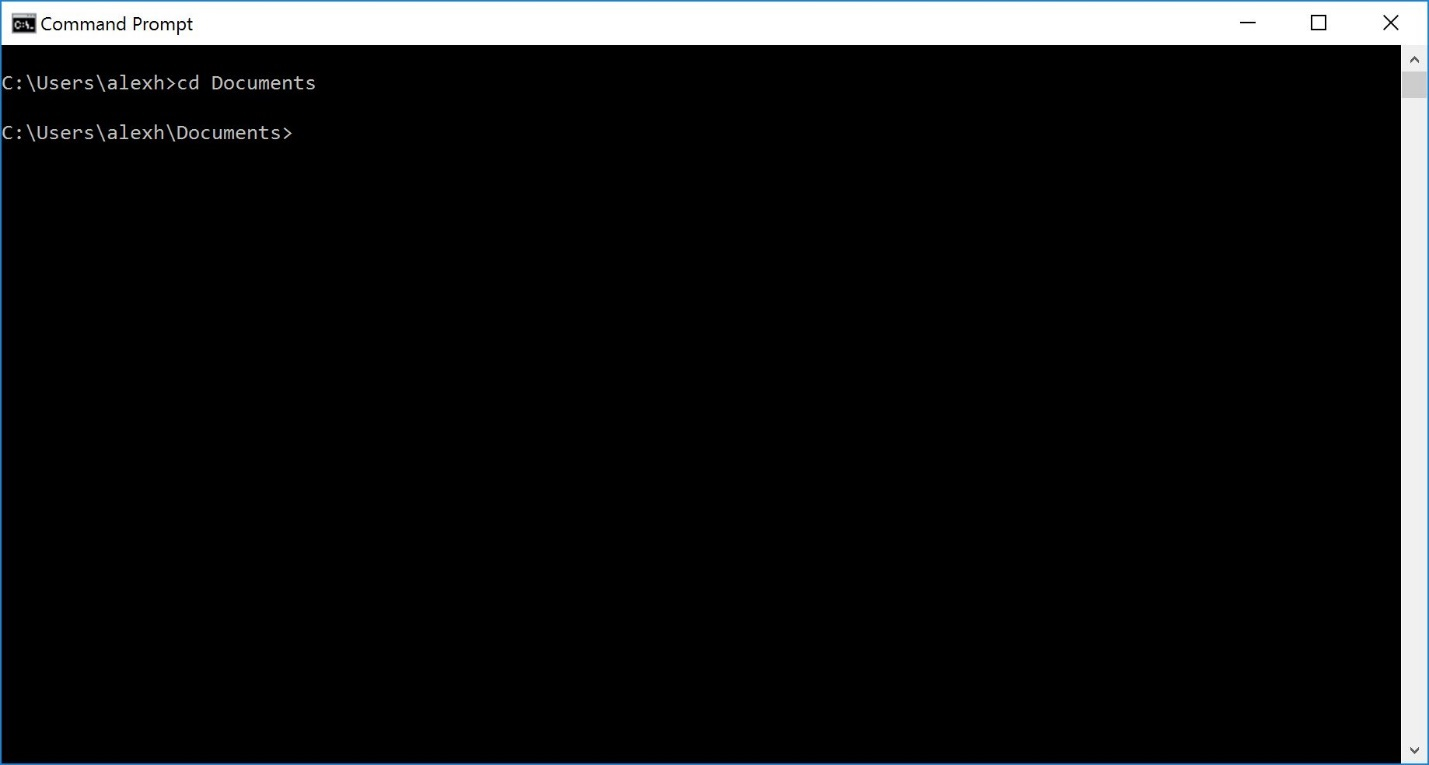 Command Prompt
C:\Users\alexh>cd Documents
C:\Users\alexh\Documents>